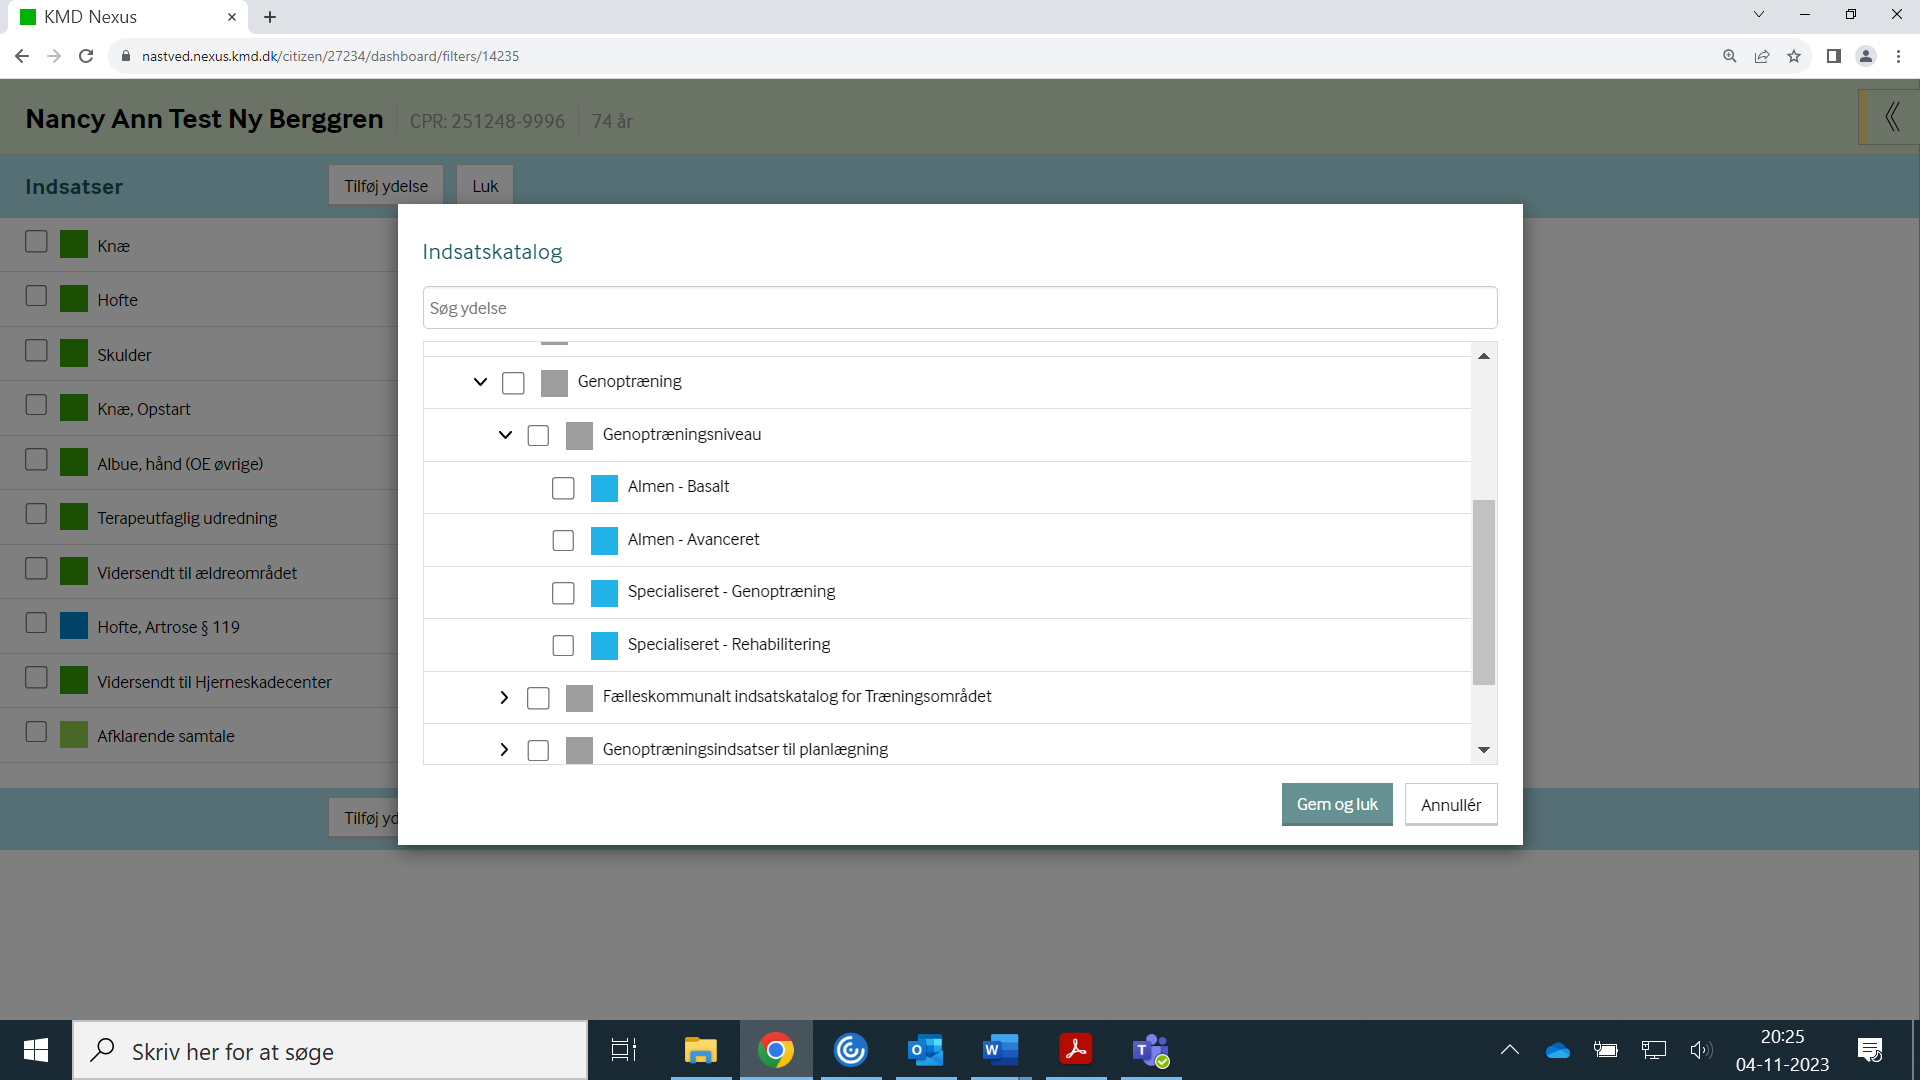 KMD Nexus
nastved.nexus.kmd.dk/citizen/27234/dashboard/filters/14235
Nancy Ann Test Ny Berggren CPR: 251248-9996 74 år
Indsatser Tilføj ydelse Luk
Knæ
Hofte
Skulder
Knæ, Opstart
Albue, hånd (OE øvrige)
Terapeutfaglig udredning
Vidersendt til ældreområdet
Hofte, Artrose § 119
Vidersendt til Hjerneskadecenter
Afklarende samtale
Tilføj yd
Indsatskatalog
Søg ydelse
Genoptræning
Genoptræningsniveau
Almen - Basalt
Almen - Avanceret
Specialiseret - Genoptræning
Specialiseret - Rehabilitering
Fælleskommunalt indsatskatalog for Træningsområdet
Genoptræningsindsatser til planlægning
Gem og luk Annullér
Skriv her for at søge
20:25
04-11-2023